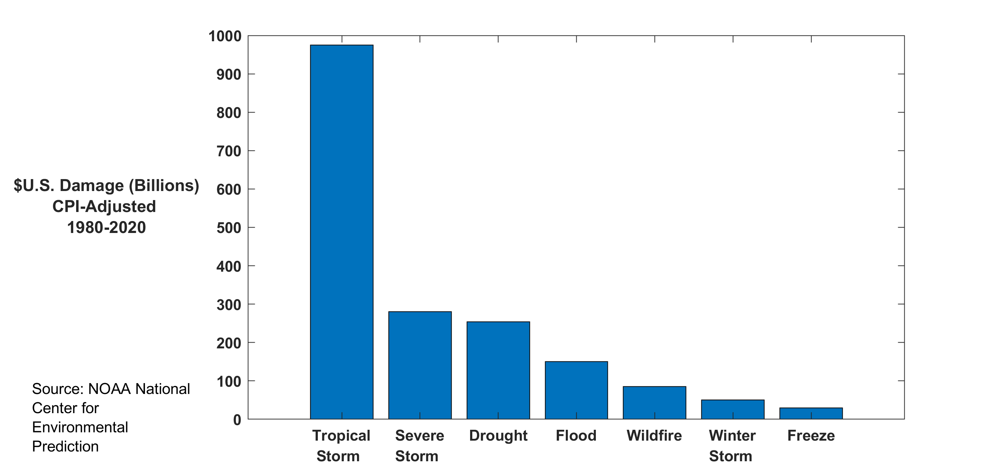 1000
900
800
700
600
500
400
300
200
100
0
$U.S. Damage (Billions)
CPI-Adjusted
1980-2020
Source: NOAA National
Center for
Environmental
Prediction
Tropical
Storm
Severe
Storm
Drought
Flood
Wildfire
Winter
Storm
Freeze